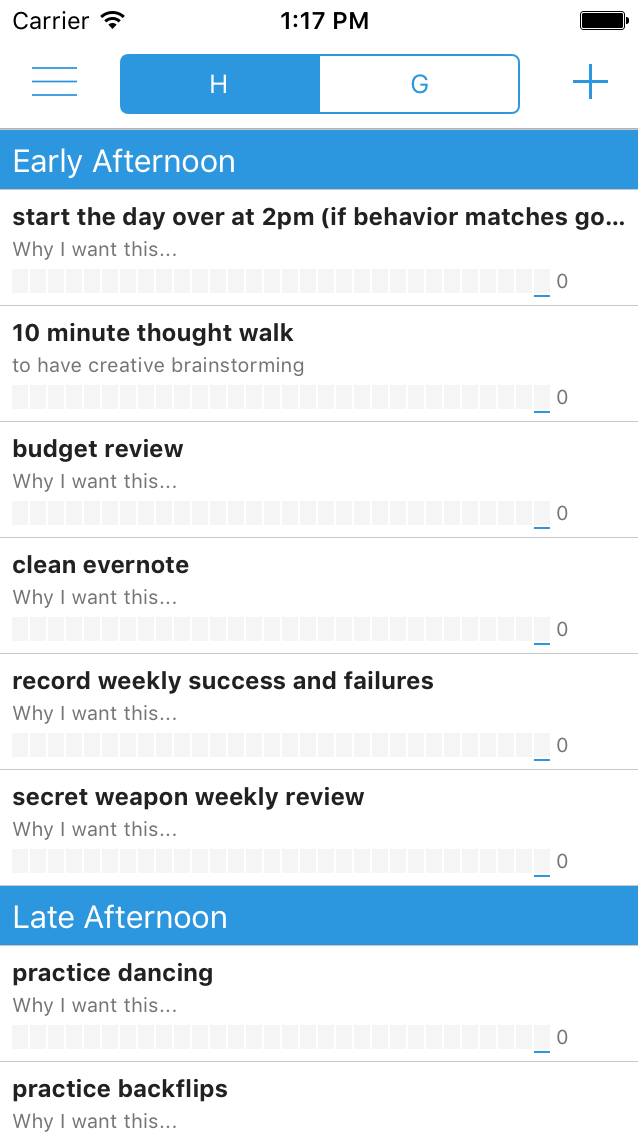 Carrier 1:17 PM
H G
Early Afternoon
start the day over at 2pm (if behavior matches go...
Why I want this...
0
10 minute thought walk
to have creative brainstorming
0
budget review
Why I want this...
0
clean evernote
Why I want this...
0
record weekly success and failures
Why I want this...
0
secret weapon weekly review
Why I want this...
0
Late Afternoon
practice dancing
Why I want this...
0
practice backflips
Why I want this...